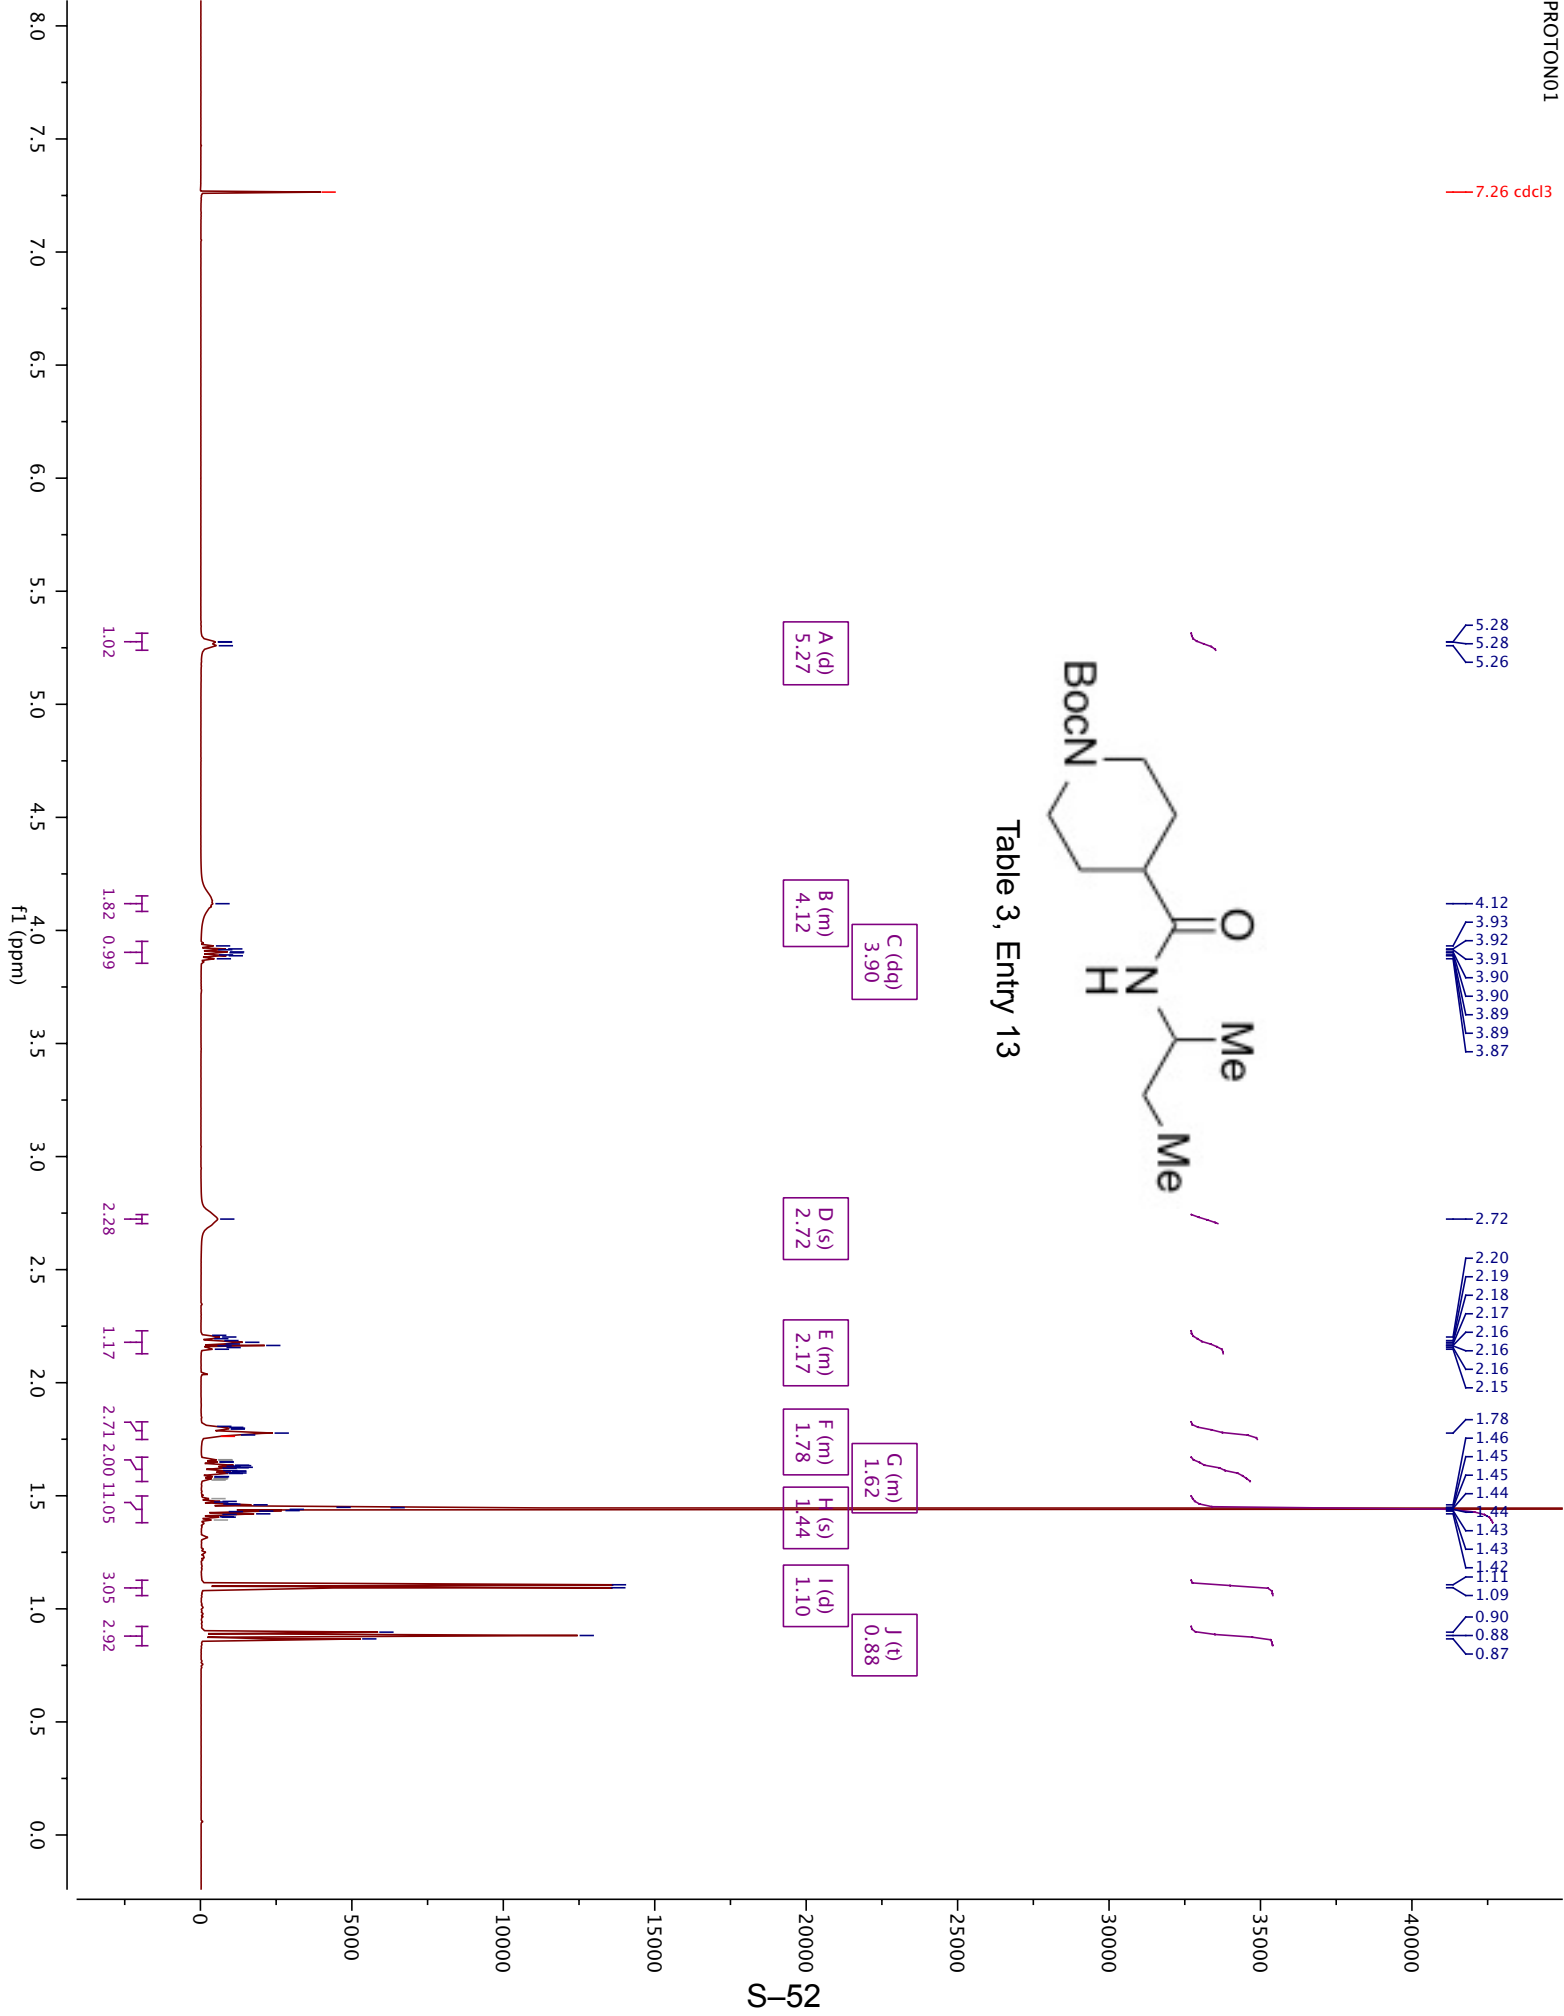 PROTON01
7.26 cdcl3
5.28
5.28
5.26
4.12
3.93
3.92
3.91
3.90
3.90
3.89
3.89
3.87
2.72
2.20
2.19
2.18
2.17
2.16
2.16
2.16
2.15
1.78
1.46
1.45
1.45
1.44
1.44
1.43
1.43
1.42
1.11
1.09
0.90
0.88
0.87
O
Me
BocN
N
H
Me
Table 3, Entry 13
C (dq)
3.90
G (m)
1.62
J (t)
0.88
A (d)
5.27
B (m)
4.12
D (s)
2.72
E (m)
2.17
F (m)
1.78
H (s)
1.44
I (d)
1.10
1.02
1.82
0.99
2.28
1.17
2.71
2.00
11.05
3.05
2.92
8.0 7.5 7.0 6.5 6.0 5.5 5.0 4.5 4.0 3.5 3.0 2.5 2.0 1.5 1.0 0.5 0.0
f1 (ppm)
40000
35000
30000
25000
20000
15000
10000
5000
0
S–52